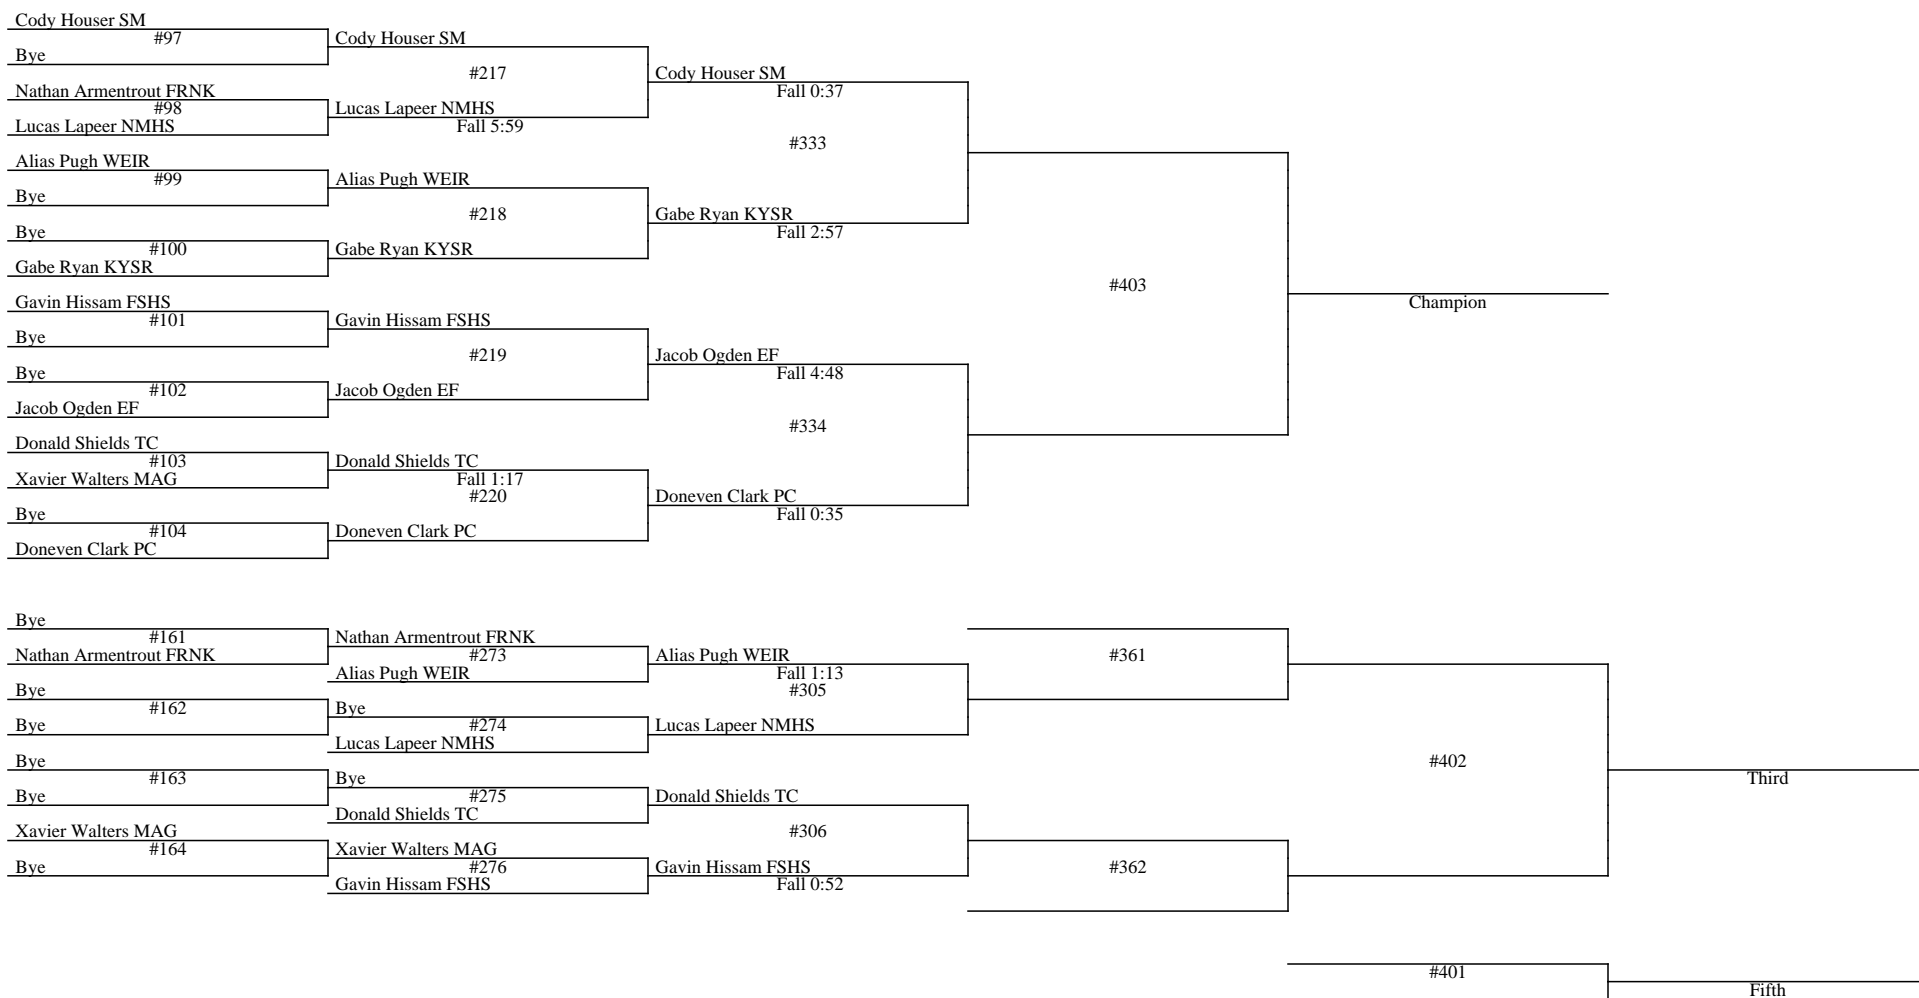 Cody Houser SM
#97
Bye
Cody Houser SM
#217
Nathan Armentrout FRNK
#98
Lucas Lapeer NMHS
Lucas Lapeer NMHS
Fall 5:59
Cody Houser SM
Fall 0:37
#333
Alias Pugh WEIR
#99
Bye
Alias Pugh WEIR
#218
Bye
#100
Gabe Ryan KYSR
Gabe Ryan KYSR
Gabe Ryan KYSR
Fall 2:57
#403
Champion
Gavin Hissam FSHS
#101
Bye
Gavin Hissam FSHS
#219
Bye
#102
Jacob Ogden EF
Jacob Ogden EF
Jacob Ogden EF
Fall 4:48
#334
Donald Shields TC
#103
Xavier Walters MAG
Donald Shields TC
Fall 1:17
#220
Bye
#104
Doneven Clark PC
Doneven Clark PC
Doneven Clark PC
Fall 0:35
Bye
#161
Nathan Armentrout FRNK
Nathan Armentrout FRNK
#273
Alias Pugh WEIR
Alias Pugh WEIR
Fall 1:13
#305
#361
Bye
#162
Bye
Bye
#274
Lucas Lapeer NMHS
Lucas Lapeer NMHS
#402
Third
Bye
#163
Bye
Bye
#275
Donald Shields TC
Donald Shields TC
#306
Xavier Walters MAG
#164
Bye
Xavier Walters MAG
#276
Gavin Hissam FSHS
Gavin Hissam FSHS
Fall 0:52
#362
#401
Fifth